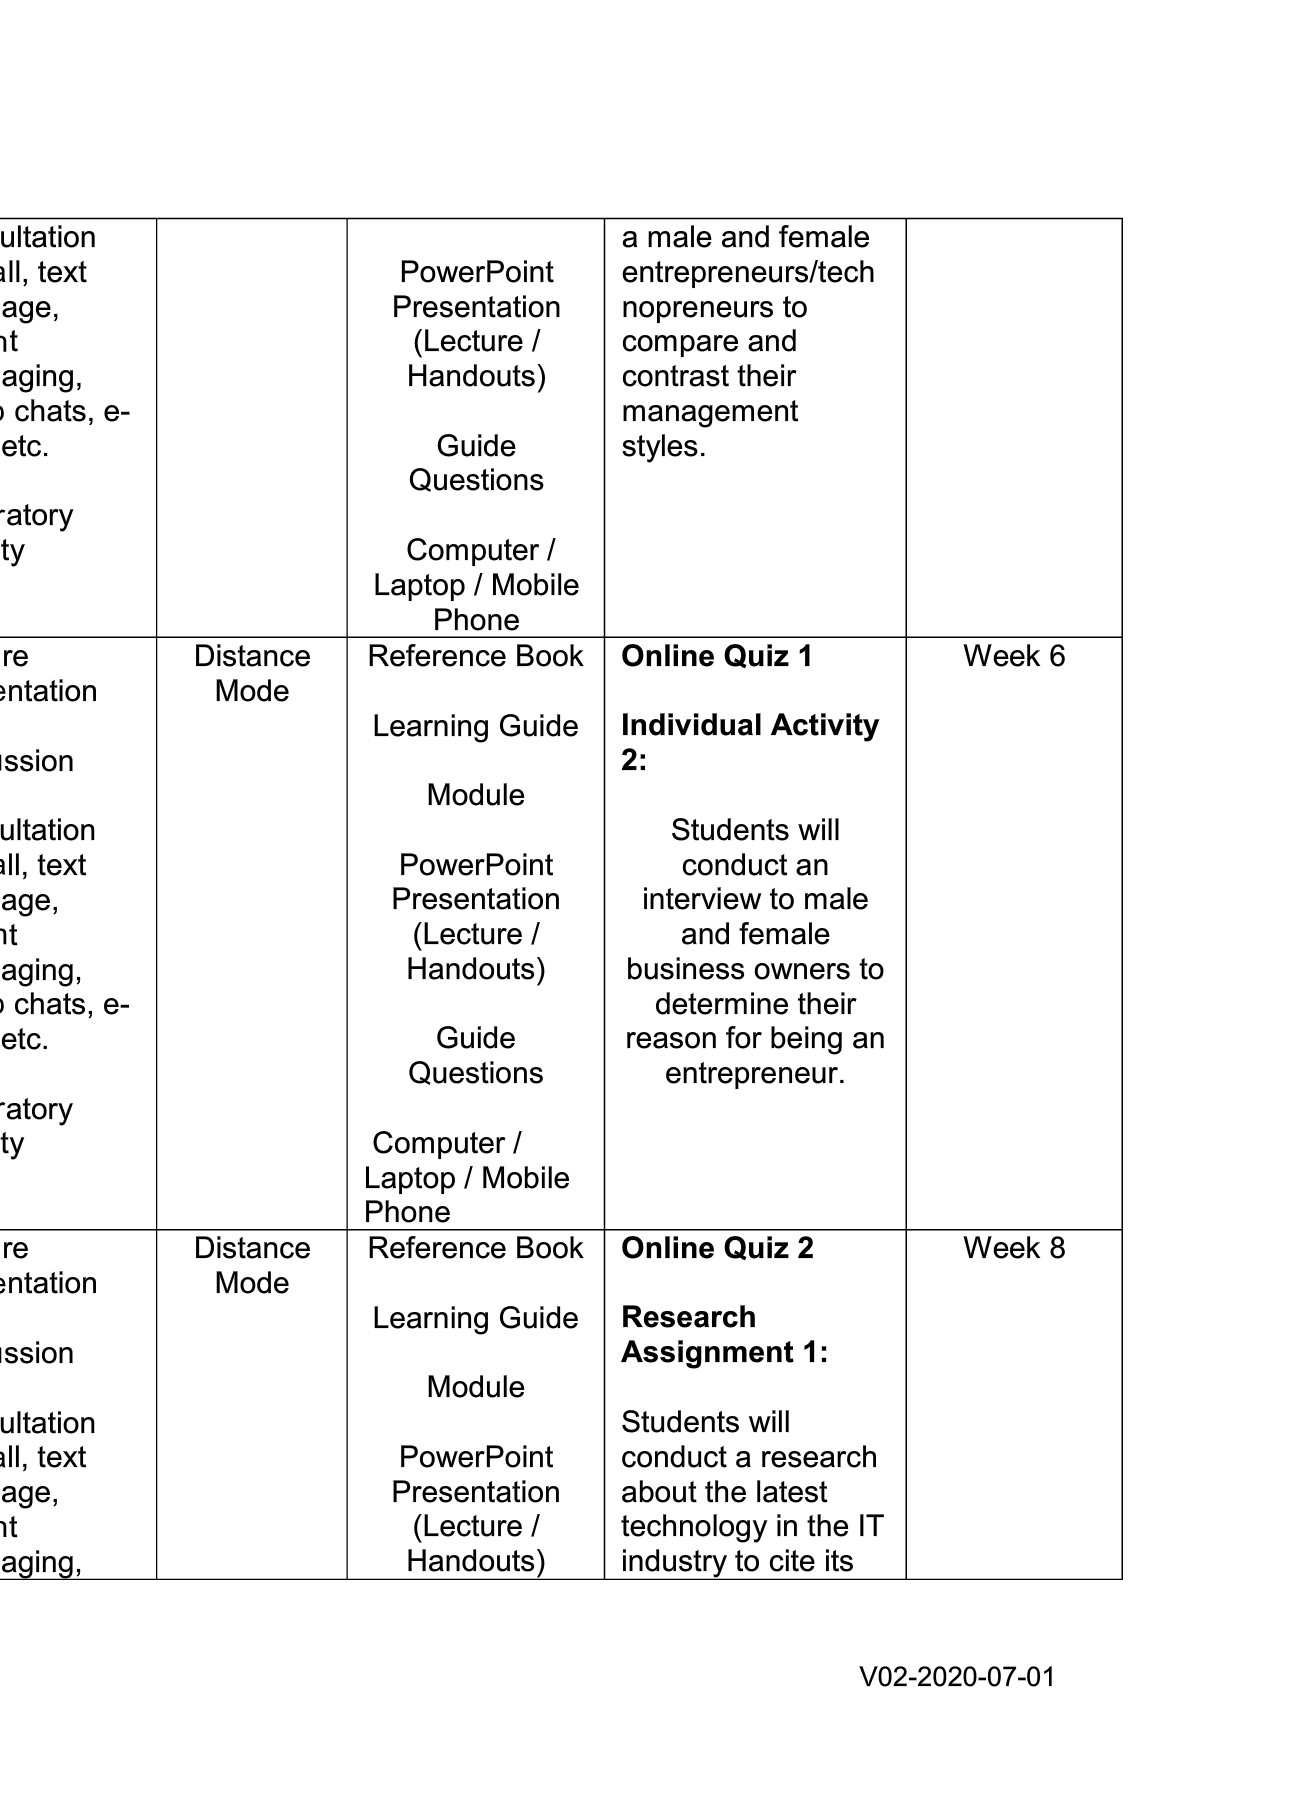 ultation
all, text
age,
nt
aging,
o chats, e-
etc.
ratory
ty
PowerPoint
Presentation
(Lecture /
Handouts)
Guide
Questions
Computer /
Laptop / Mobile
Phone
a male and female
entrepreneurs/tech
nopreneurs to
compare and
contrast their
management
styles.
re
entation
ussion
ultation
all, text
age,
nt
aging,
o chats, e-
etc.
ratory
ty
Distance
Mode
Reference Book
Learning Guide
Module
PowerPoint
Presentation
(Lecture /
Handouts)
Guide
Questions
Computer /
Laptop / Mobile
Phone
Online Quiz 1
Individual Activity
2:
Students will
conduct an
interview to male
and female
business owners to
determine their
reason for being an
entrepreneur.
Week 6
re
entation
ussion
ultation
all, text
age,
nt
aging,
Distance
Mode
Reference Book
Learning Guide
Module
PowerPoint
Presentation
(Lecture /
Handouts)
Online Quiz 2
Research
Assignment 1:
Students will
conduct a research
about the latest
technology in the IT
industry to cite its
Week 8
V02-2020-07-01